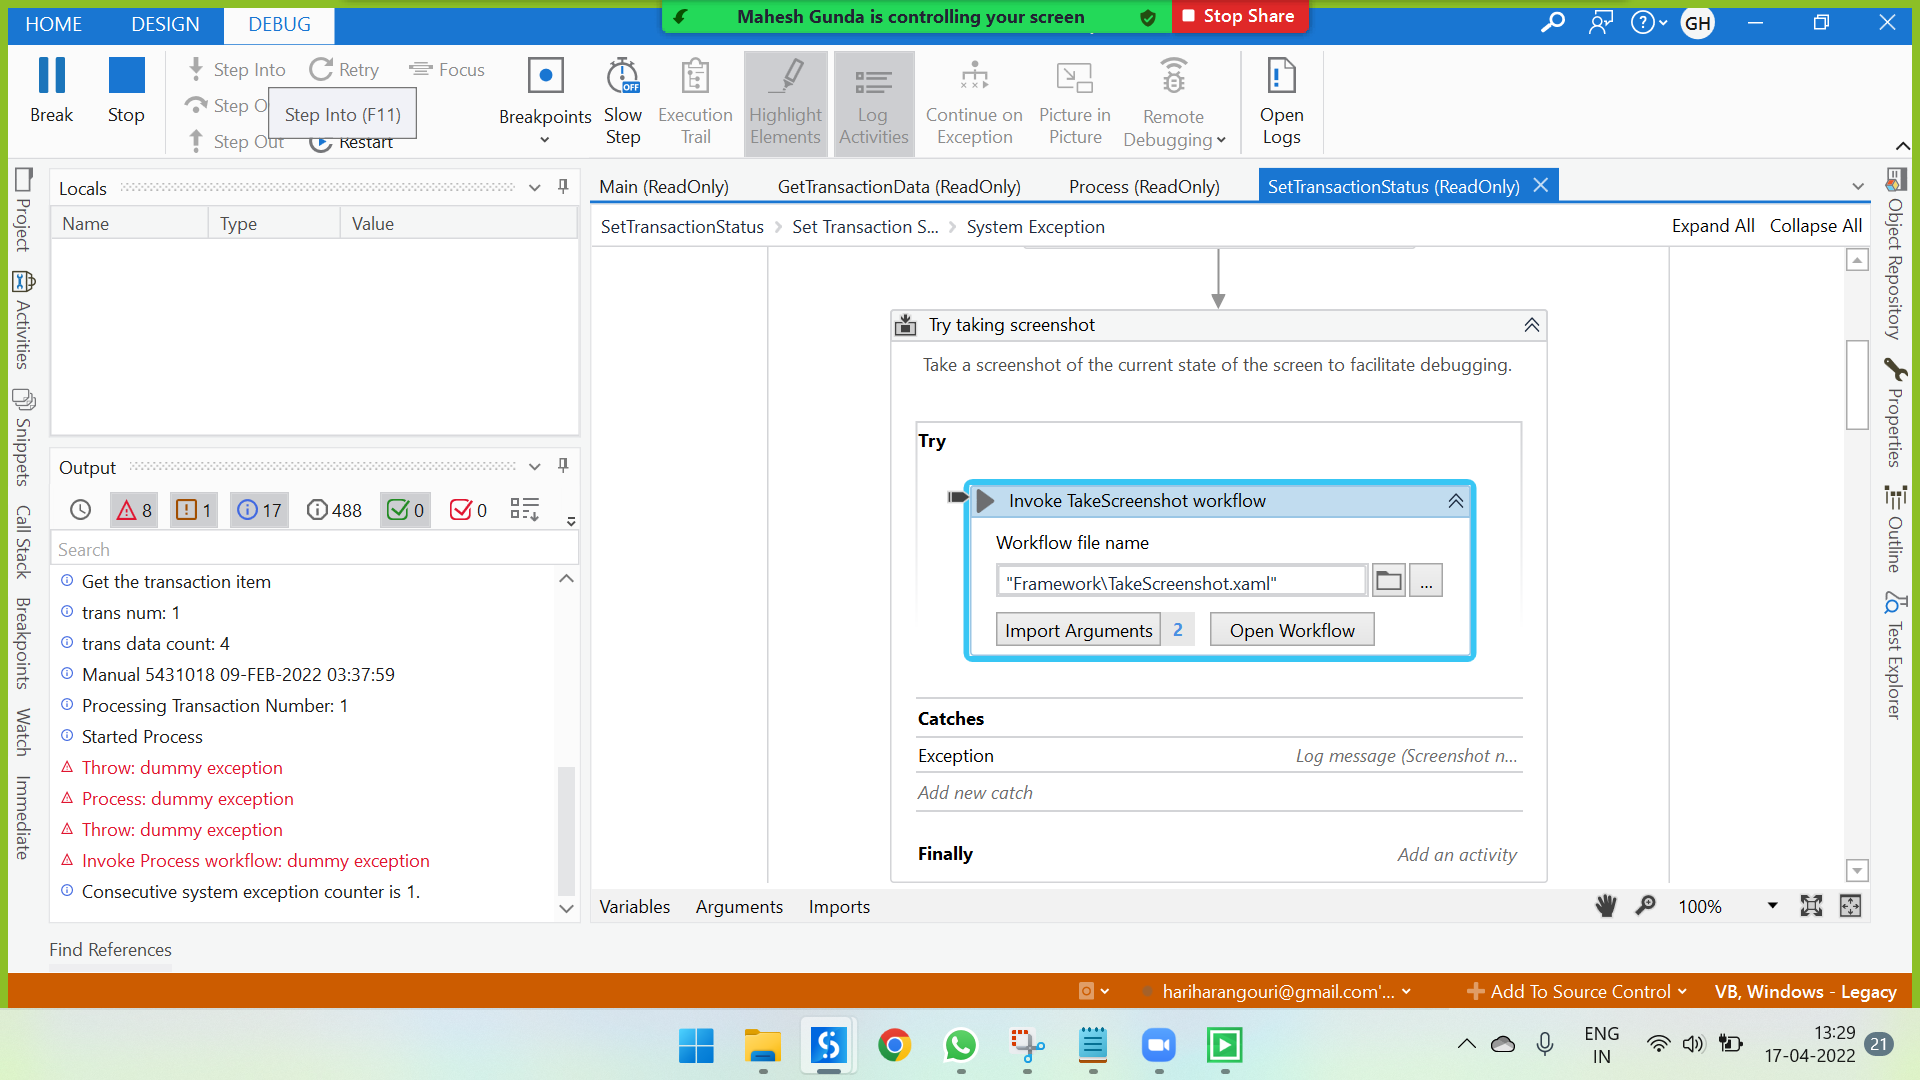 HOME DESIGN DEBUG
Mahesh Gunda is controlling your screen
Stop Share
GH
Break
Stop
Step Into
Retry
Focus
Step O
Step Into (F11)
Step Out
Restart
Breakpoints
Slow Step
OFF
Execution Trail
Highlight Elements
Log Activities
Continue on Exception
Picture in Picture
Remote Debugging
Open Logs
Project
Activities
Snippets
Call Stack
Breakpoints
Watch
Immediate
Locals
Name Type Value
Output
8 1 17 488 0 0
Search
Get the transaction item
trans num: 1
trans data count: 4
Manual 5431018 09-FEB-2022 03:37:59
Processing Transaction Number: 1
Started Process
Throw: dummy exception
Process: dummy exception
Throw: dummy exception
Invoke Process workflow: dummy exception
Consecutive system exception counter is 1.
Find References
Main (ReadOnly) GetTransactionData (ReadOnly) Process (ReadOnly) SetTransactionStatus (ReadOnly)
SetTransactionStatus Set Transaction S... System Exception
Expand All Collapse All
Try taking screenshot
Take a screenshot of the current state of the screen to facilitate debugging.
Try
Invoke TakeScreenshot workflow
Workflow file name
"Framework\TakeScreenshot.xaml"
...
Import Arguments 2 Open Workflow
Catches
Exception Log message (Screenshot n...
Add new catch
Finally Add an activity
Variables Arguments Imports
100%
Object Repository
Properties
Outline
Test Explorer
hariharangouri@gmail.com'...
Add To Source Control
VB, Windows - Legacy
ENG
IN
13:29
17-04-2022
21